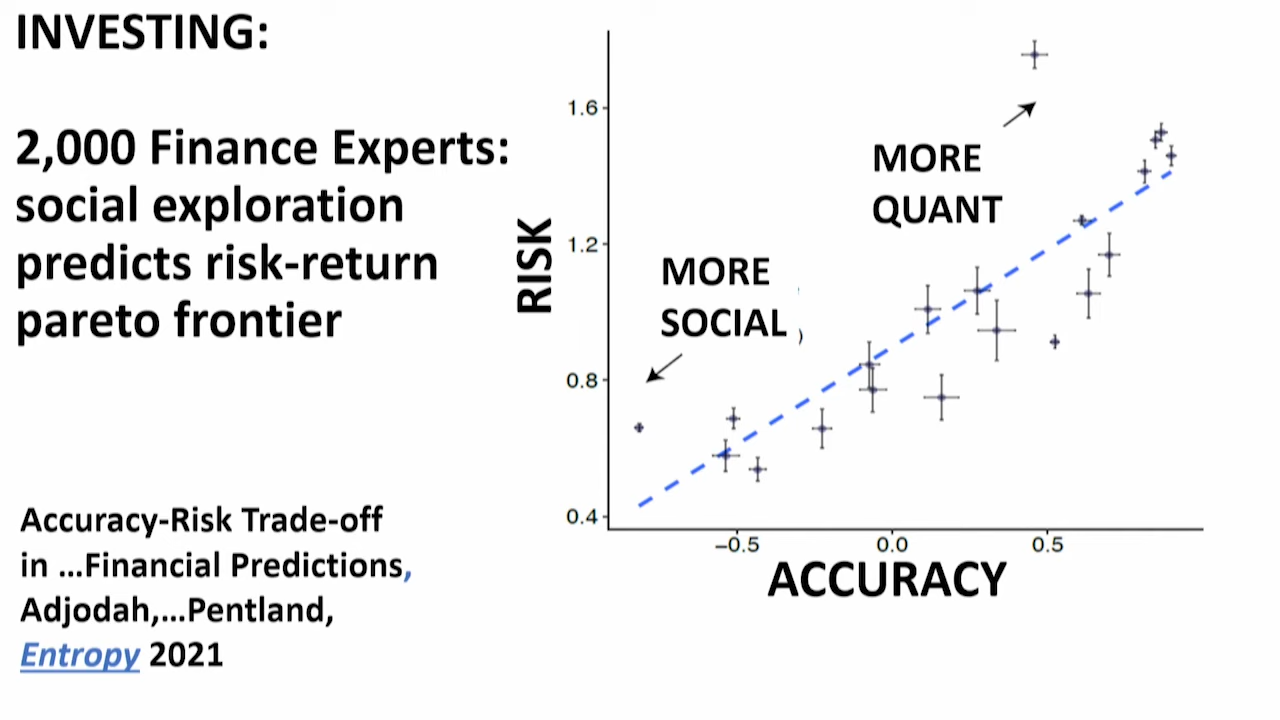 INVESTING:
2,000 Finance Experts:
social exploration
predicts risk-return
pareto frontier
Accuracy-Risk Trade-off
in ...Financial Predictions,
Adjodah,...Pentland,
Entropy 2021
RISK
1.6
1.2
0.8
0.4
MORE
QUANT
MORE
SOCIAL )
−0.5 0.0 0.5
ACCURACY